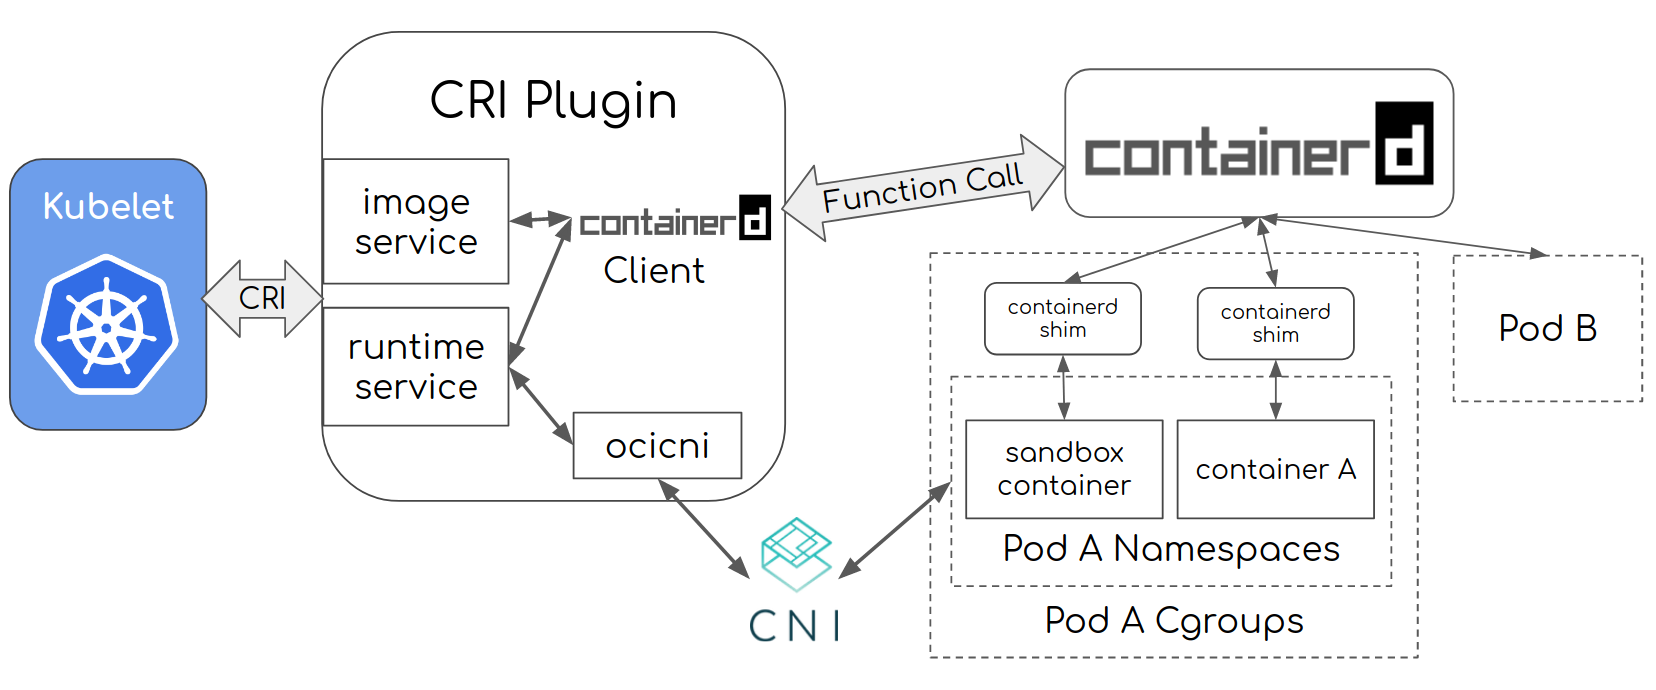 CRI Plugin
Kubelet
CRI
image
service
runtime
service
containerd
Client
ocicni
Function Call
containerd
containerd
shim
containerd
shim
Pod B
sandbox
container
container A
Pod A Namespaces
Pod A Cgroups
CNI